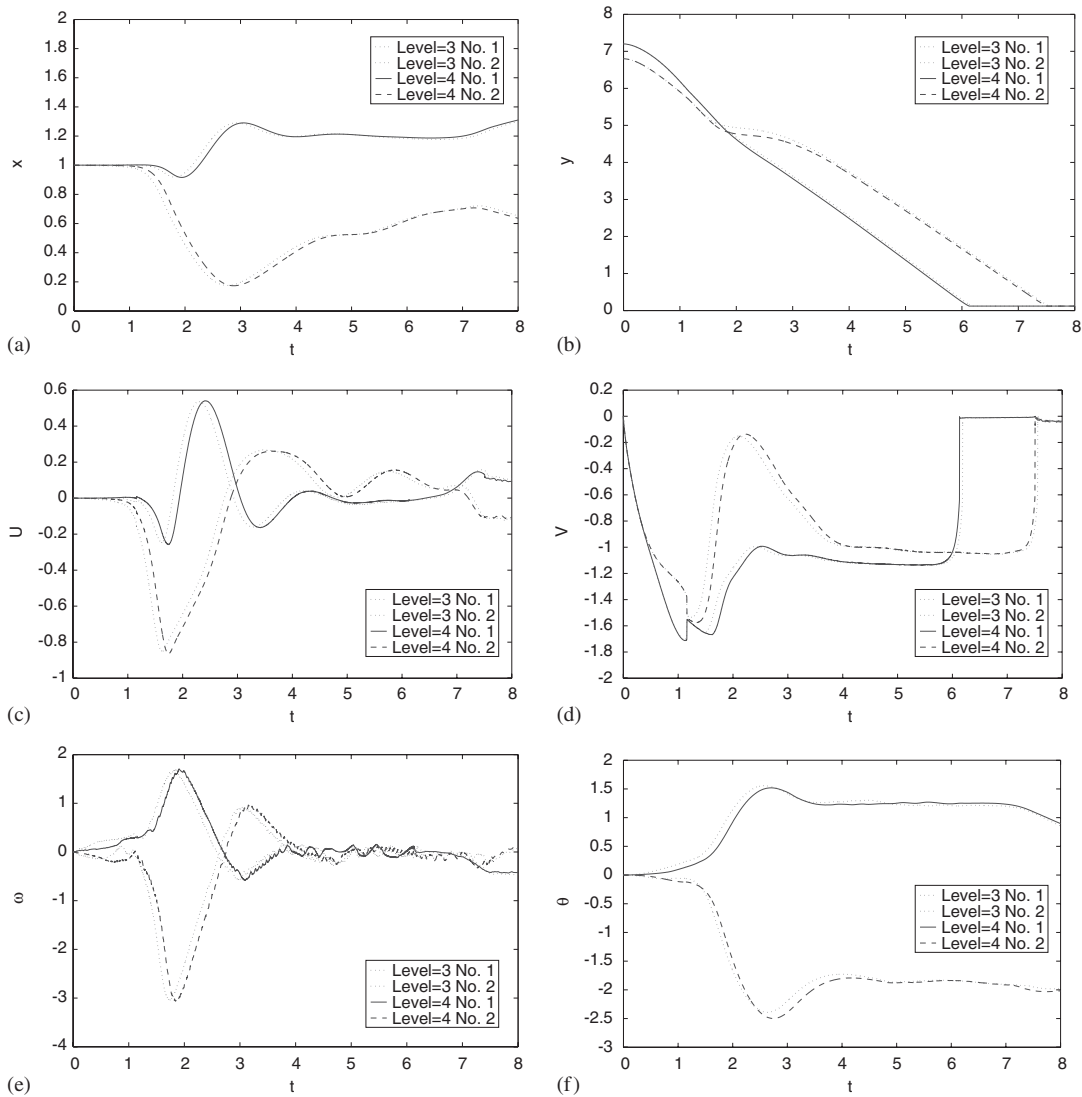 2
1.8
1.6
1.4
1.2
1
0.8
0.6
0.4
0.2
0
x
0 1 2 3 4 5 6 7 8
t
(a)
Level=3 No. 1
Level=3 No. 2
Level=4 No. 1
Level=4 No. 2
8
7
6
5
4
3
2
1
0
y
0 1 2 3 4 5 6 7 8
t
(b)
Level=3 No. 1
Level=3 No. 2
Level=4 No. 1
Level=4 No. 2
0.6
0.4
0.2
0
-0.2
-0.4
-0.6
-0.8
-1
U
0 1 2 3 4 5 6 7 8
t
(c)
Level=3 No. 1
Level=3 No. 2
Level=4 No. 1
Level=4 No. 2
0.2
0
-0.2
-0.4
-0.6
-0.8
-1.0
-1.2
-1.4
-1.6
-1.8
-2
V
0 1 2 3 4 5 6 7 8
t
(d)
Level=3 No. 1
Level=3 No. 2
Level=4 No. 1
Level=4 No. 2
2
1
0
-1
-2
-3
-4
ω
0 1 2 3 4 5 6 7 8
t
(e)
Level=3 No. 1
Level=3 No. 2
Level=4 No. 1
Level=4 No. 2
2
1.5
1
0.5
0
-0.5
-1
-1.5
-2
-2.5
-3
θ
0 1 2 3 4 5 6 7 8
t
(f)
Level=3 No. 1
Level=3 No. 2
Level=4 No. 1
Level=4 No. 2